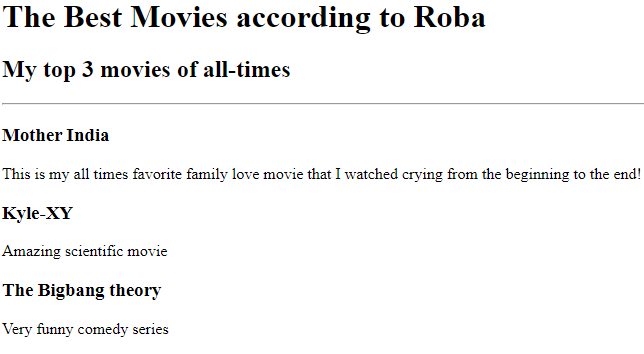 The Best Movies according to Roba
My top 3 movies of all-times
Mother India
This is my all times favorite family love movie that I watched crying from the beginning to the end!
Kyle-XY
Amazing scientific movie
The Bigbang theory
Very funny comedy series